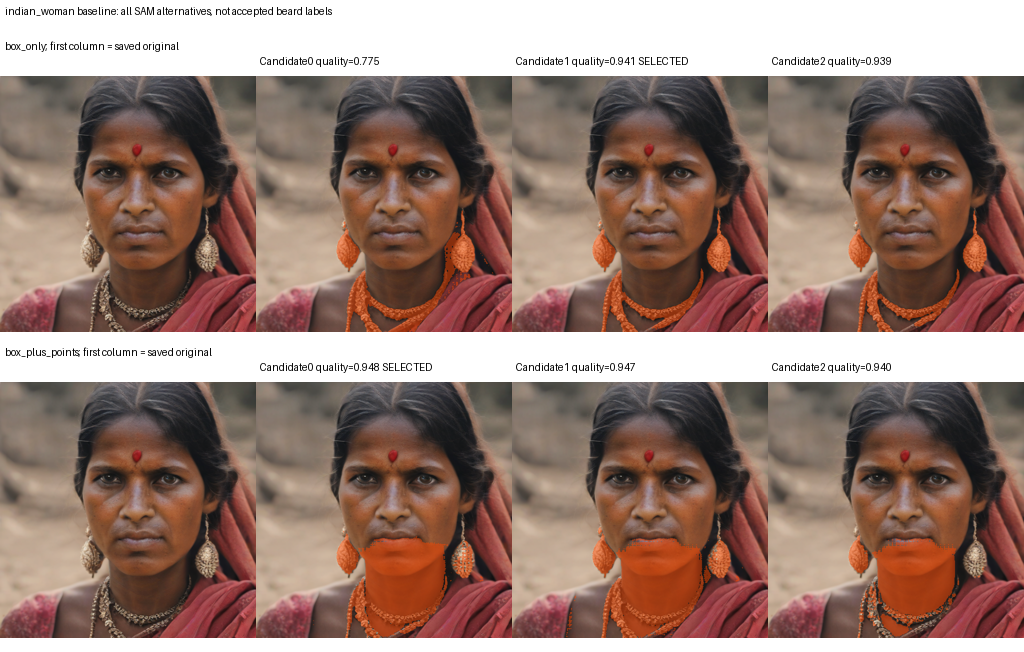 indian_woman baseline: all SAM alternatives, not accepted beard labels
box_only; first column = saved original
Candidate0 quality=0.775
Candidate1 quality=0.941 SELECTED
Candidate2 quality=0.939
box_plus_points; first column = saved original
Candidate0 quality=0.948 SELECTED
Candidate1 quality=0.947
Candidate2 quality=0.940